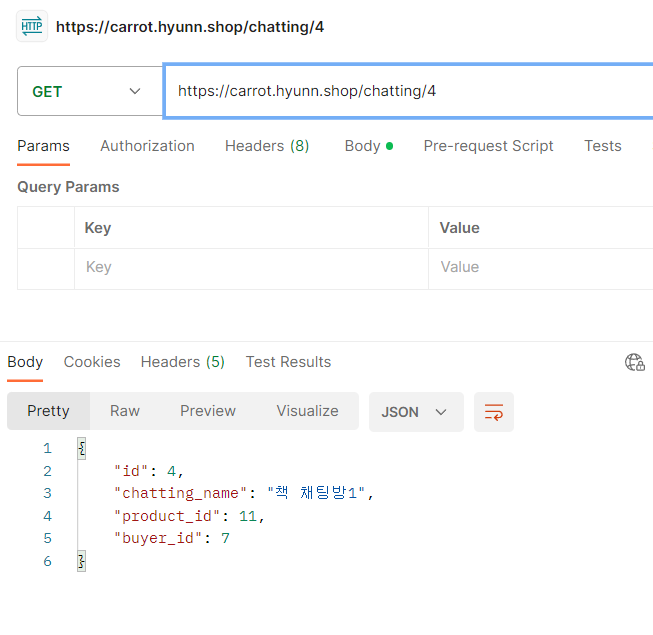 HTTP https://carrot.hyunn.shop/chatting/4
GET https://carrot.hyunn.shop/chatting/4
Params Authorization Headers (8) Body Pre-request Script Tests
Query Params
Key Value
Key Value
Body Cookies Headers (5) Test Results
Pretty Raw Preview Visualize JSON
1 {
2 "id": 4,
3 "chatting_name": "책 채팅방1",
4 "product_id": 11,
5 "buyer_id": 7
6 }